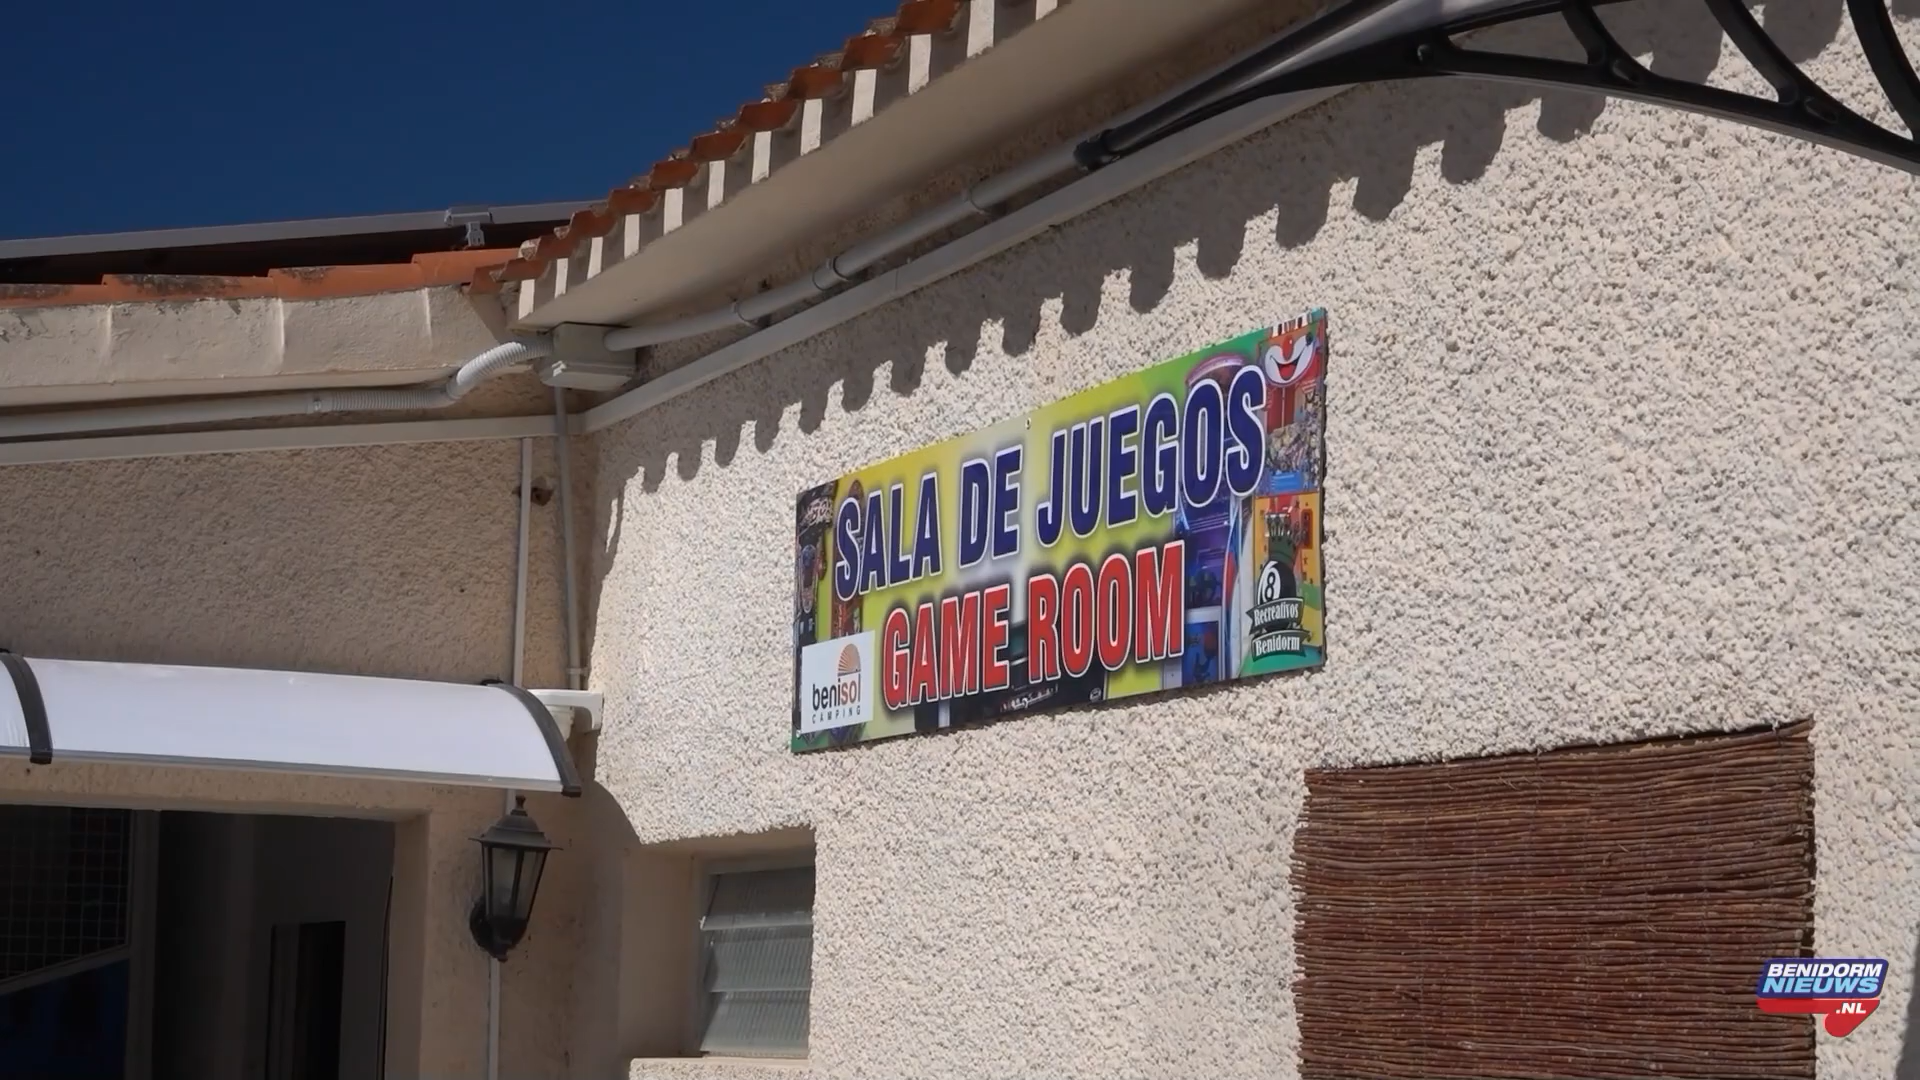 SALA DE JUEGOS
GAME ROOM
benisol
CAMPING
8
Recreativos
Benidorm
BENIDORM
NIEUWS
.NL